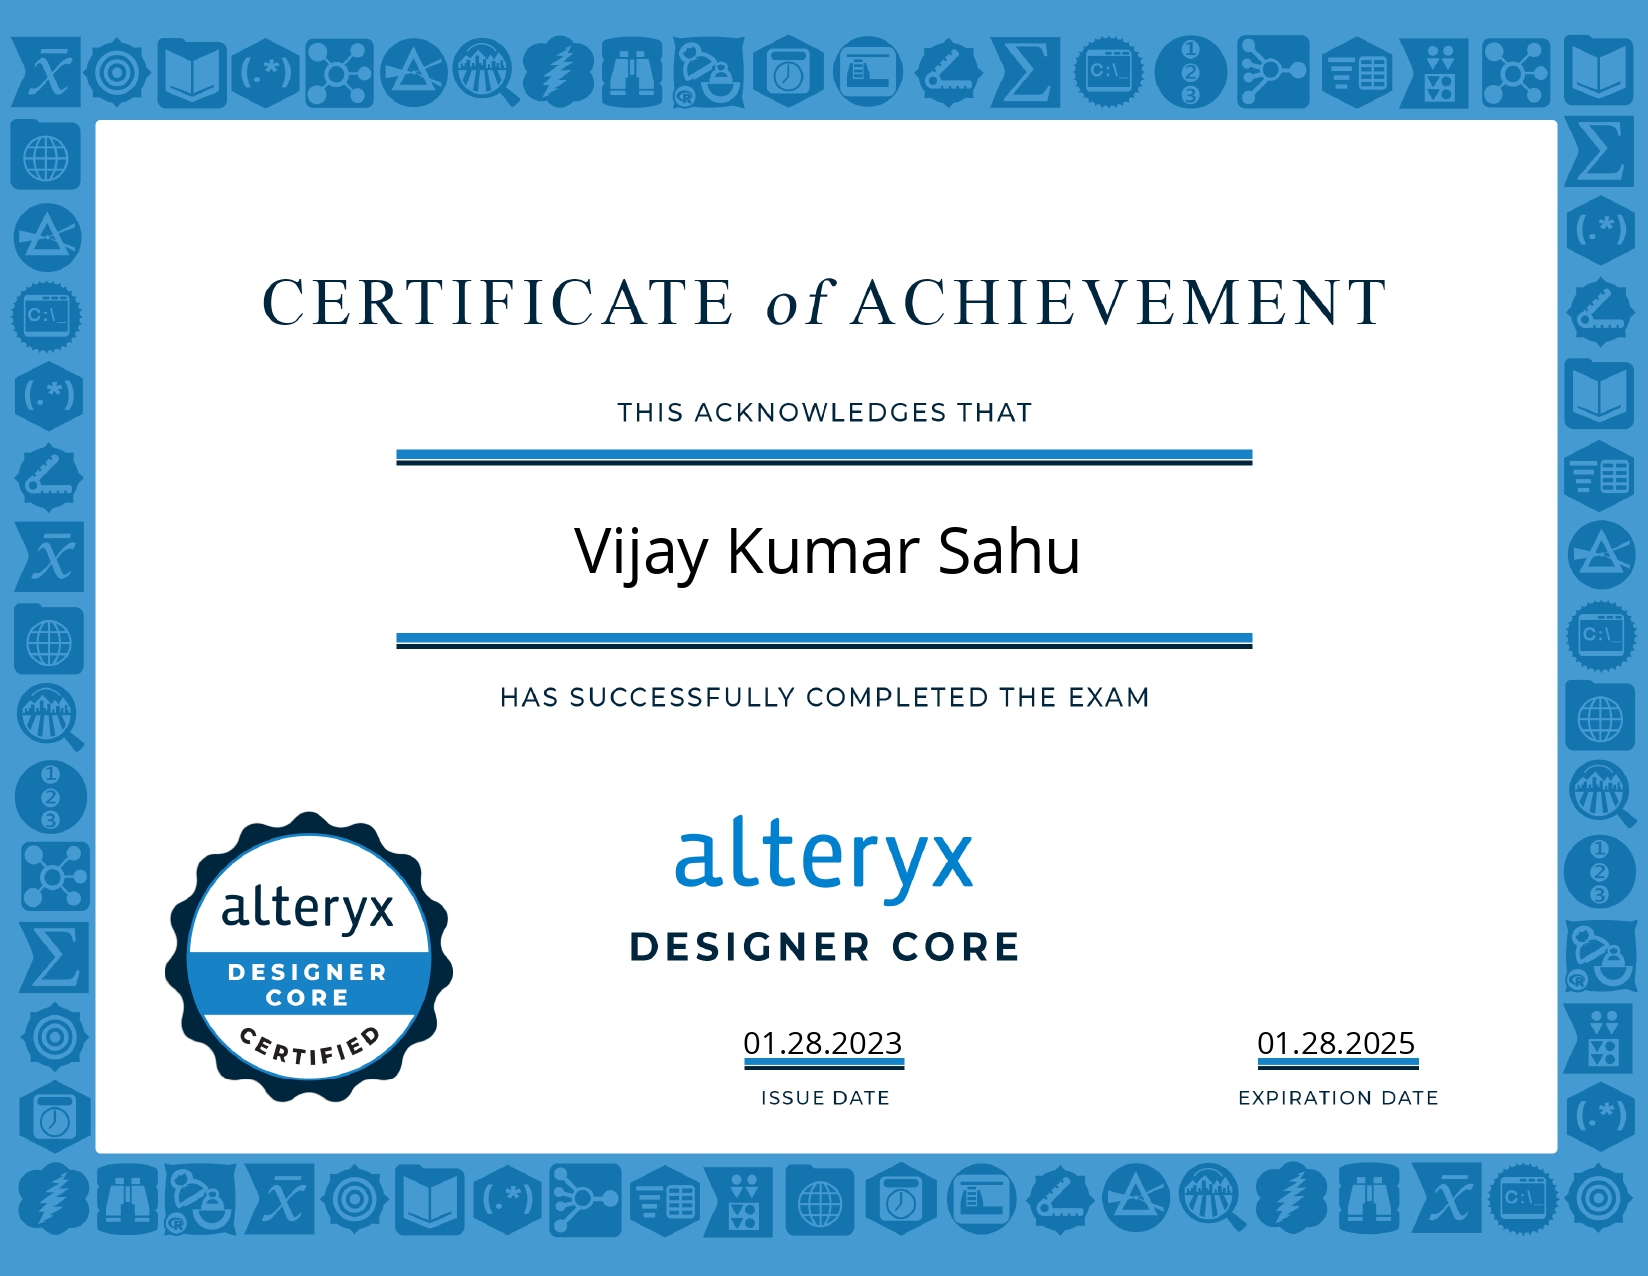 CERTIFICATE of ACHIEVEMENT
THIS ACKNOWLEDGES THAT
Vijay Kumar Sahu
HAS SUCCESSFULLY COMPLETED THE EXAM
alteryx
DESIGNER CORE
alteryx
DESIGNER
CORE
CERTIFIED
01.28.2023
ISSUE DATE
01.28.2025
EXPIRATION DATE